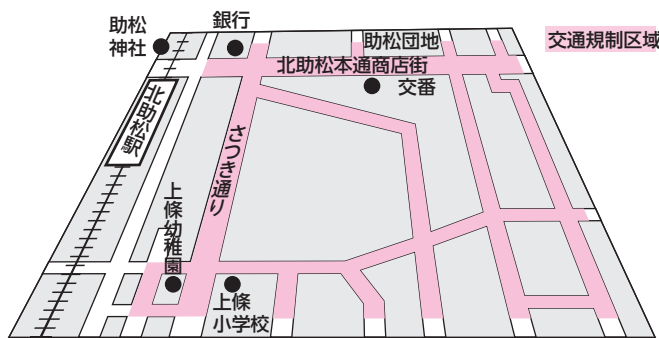 助松
神社
銀行
助松団地
交通規制区域
北助松本通商店街
交番
北助松駅
さつき通り
上條幼稚園
上條
小学校